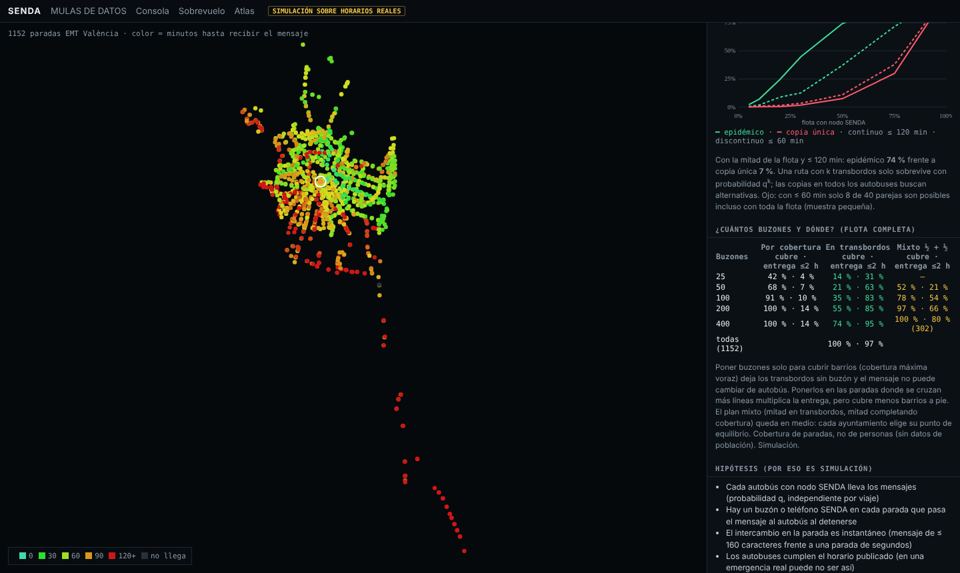 SENDA MULAS DE DATOS Consola Sobrevuelo Atlas SIMULACIÓN SOBRE HORARIOS REALES
1152 paradas EMT València · color = minutos hasta recibir el mensaje
0 30 60 90 120+ no llega
50%
25%
0%
0% 25% 50% 75% 100%
flota con nodo SENDA
— epidémico · — copia única · continuo ≤ 120 min ·
discontinuo ≤ 60 min
Con la mitad de la flota y ≤ 120 min: epidémico 74 % frente a
copia única 7 %. Una ruta con k transbordos solo sobrevive con
probabilidad qᵏ; las copias en todos los autobuses buscan
alternativas. Ojo: con ≤ 60 min solo 8 de 40 parejas son posibles
incluso con toda la flota (muestra pequeña).
¿CUÁNTOS BUZONES Y DÓNDE? (FLOTA COMPLETA)
Buzones Por cobertura cubre · entrega ≤2 h En transbordos cubre · entrega ≤2 h Mixto ½ + ½ cubre · entrega ≤2 h
25 42 % · 4 % 14 % · 31 % —
50 68 % · 7 % 21 % · 63 % 52 % · 21 %
100 91 % · 10 % 35 % · 83 % 78 % · 54 %
200 100 % · 14 % 55 % · 85 % 97 % · 66 %
400 100 % · 14 % 74 % · 95 % 100 % · 80 % (302)
todas (1152) 100 % · 97 %
Poner buzones solo para cubrir barrios (cobertura máxima
voraz) deja los transbordos sin buzón y el mensaje no puede
cambiar de autobús. Ponerlos en las paradas donde se cruzan
más líneas multiplica la entrega, pero cubre menos barrios a pie.
El plan mixto (mitad en transbordos, mitad completando
cobertura) queda en medio: cada ayuntamiento elige su punto de
equilibrio. Cobertura de paradas, no de personas (sin datos de
población). Simulación.
HIPÓTESIS (POR ESO ES SIMULACIÓN)
• Cada autobús con nodo SENDA lleva los mensajes
(probabilidad q, independiente por viaje)
• Hay un buzón o teléfono SENDA en cada parada que pasa
el mensaje al autobús al detenerse
• El intercambio en la parada es instantáneo (mensaje de ≤
160 caracteres frente a una parada de segundos)
• Los autobuses cumplen el horario publicado (en una
emergencia real puede no ser así)